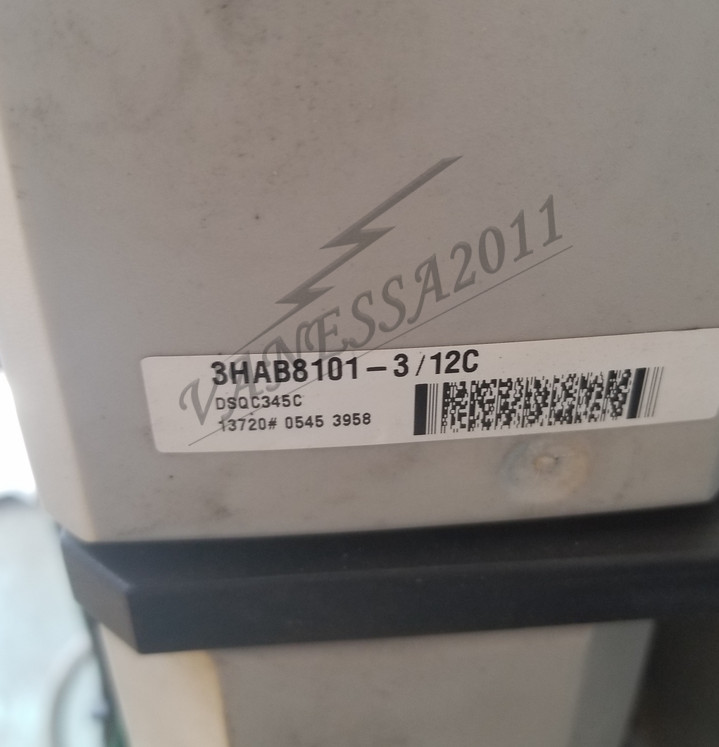 VANESSA2011
3HAB8101-3/12C
DSQC345C
13720# 0545 3958